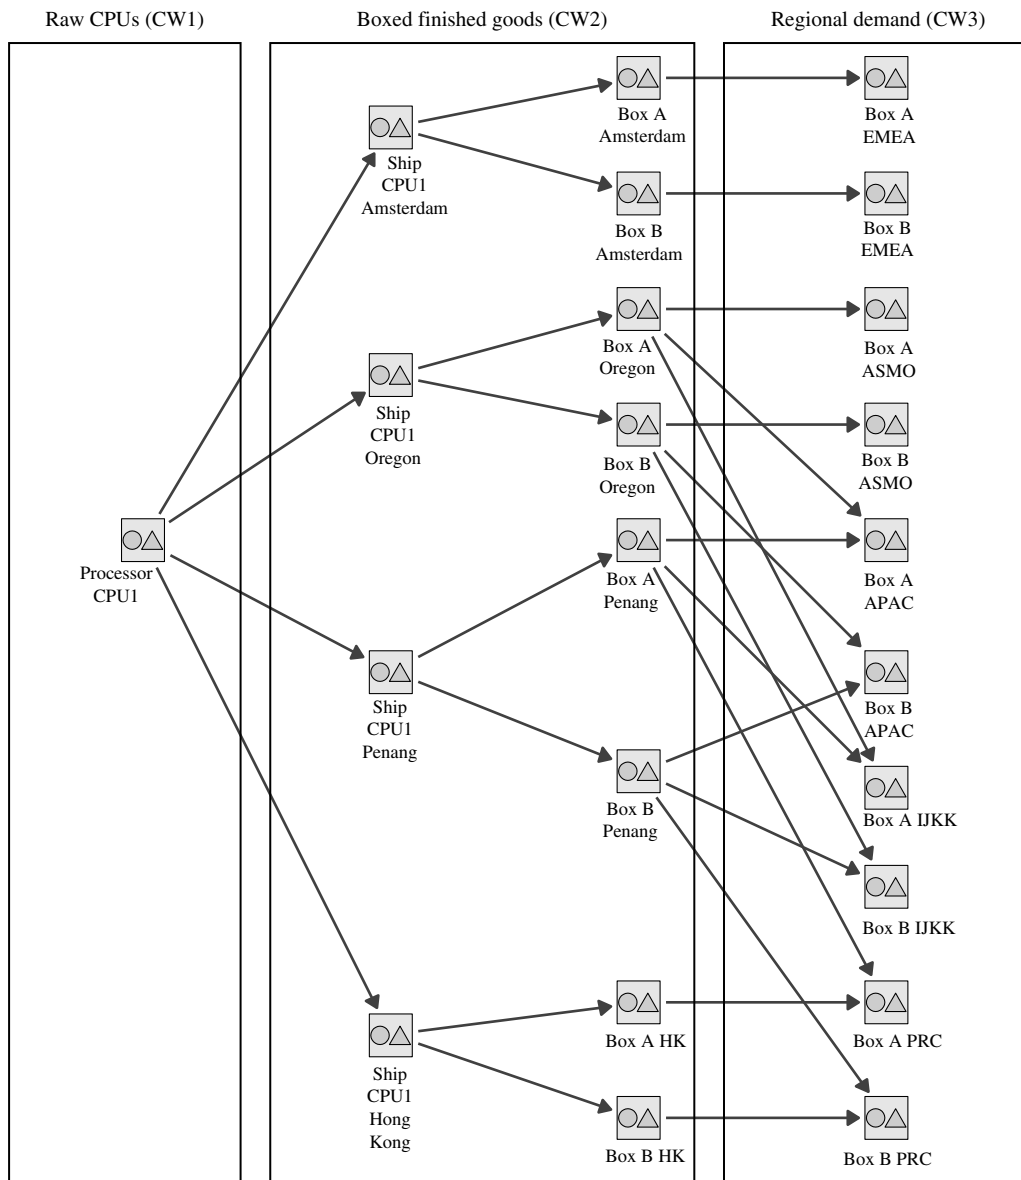 Raw CPUs (CW1)
Boxed finished goods (CW2)
Regional demand (CW3)
Processor
CPU1
Ship
CPU1
Amsterdam
Ship
CPU1
Oregon
Ship
CPU1
Penang
Ship
CPU1
Hong
Kong
Box A
Amsterdam
Box B
Amsterdam
Box A
Oregon
Box B
Oregon
Box A
Penang
Box B
Penang
Box A HK
Box B HK
Box A
EMEA
Box B
EMEA
Box A
ASMO
Box B
ASMO
Box A
APAC
Box B
APAC
Box A IJKK
Box B IJKK
Box A PRC
Box B PRC